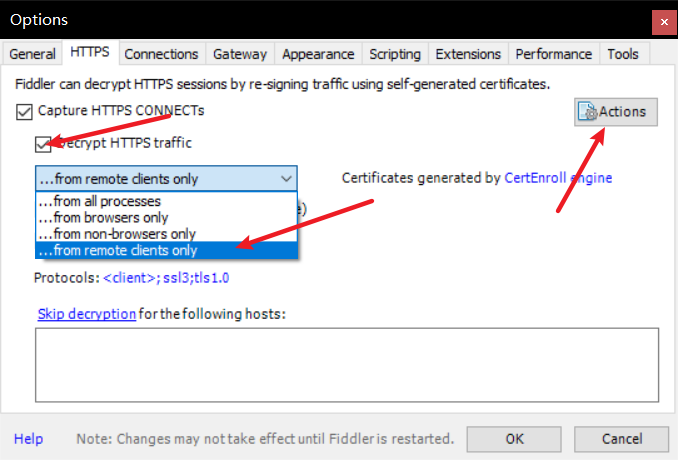 Options
General HTTPS Connections Gateway Appearance Scripting Extensions Performance Tools
Fiddler can decrypt HTTPS sessions by re-signing traffic using self-generated certificates.
Capture HTTPS CONNECTs
Actions
Decrypt HTTPS traffic
...from remote clients only
Certificates generated by CertEnroll engine
...from all processes
...from browsers only
...from non-browsers only
...from remote clients only
Protocols: <client>; ssl3;tls1.0
Skip decryption for the following hosts:
Help
Note: Changes may not take effect until Fiddler is restarted.
OK
Cancel